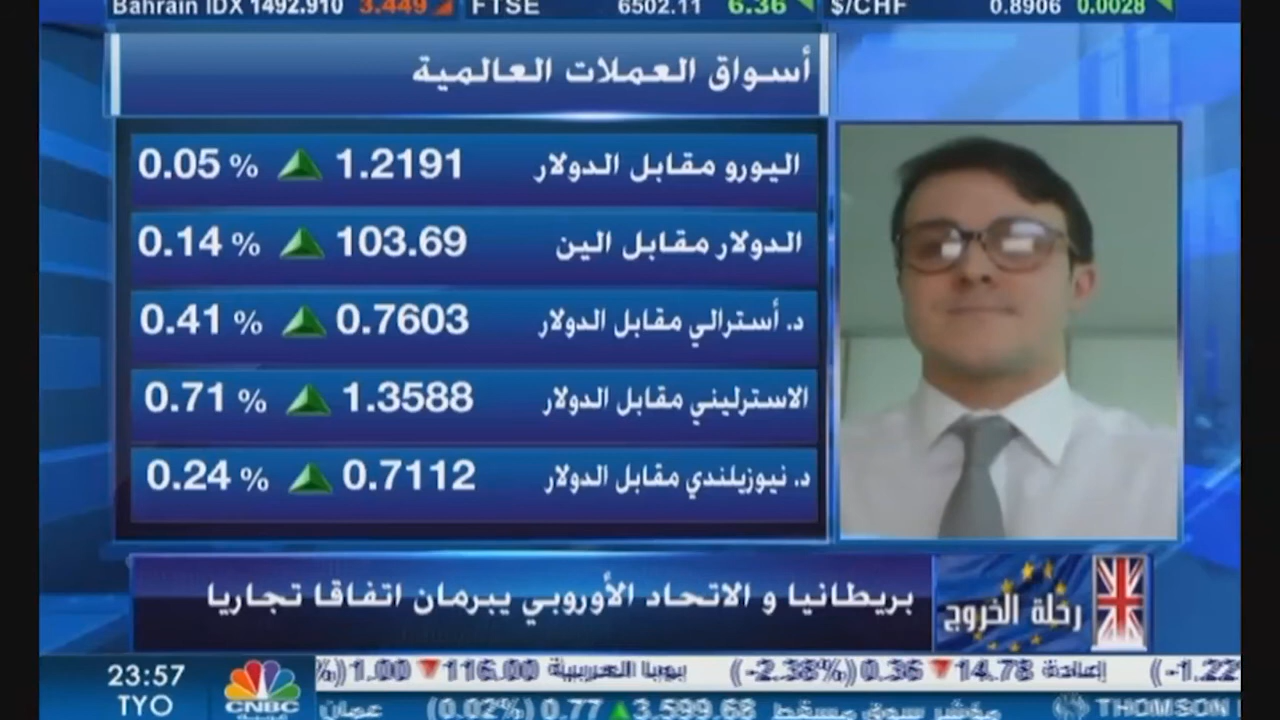 Bahrain IDX 1492.910 3.449 FTSE 6502.11 6.36 $/CHF 0.8906 0.0028
أسواق العملات العالمية
اليورو مقابل الدولار 1.2191 0.05 %
الدولار مقابل الين 103.69 0.14 %
د. أسترالي مقابل الدولار 0.7603 0.41 %
الاسترليني مقابل الدولار 1.3588 0.71 %
د. نيوزيلندي مقابل الدولار 0.7112 0.24 %
رحلة الخروج
بريطانيا و الاتحاد الأوروبي يبرمان اتفاقا تجاريا
23:57
TYO
CNBC
عربية
(-1.22 إعادة 14.78 0.36 (-2.38%) بوبا العربية 116.00 1.00 (%
THOMSON مؤشر سوق مسقط 3,599.68 0.77 (0.02%) عمان